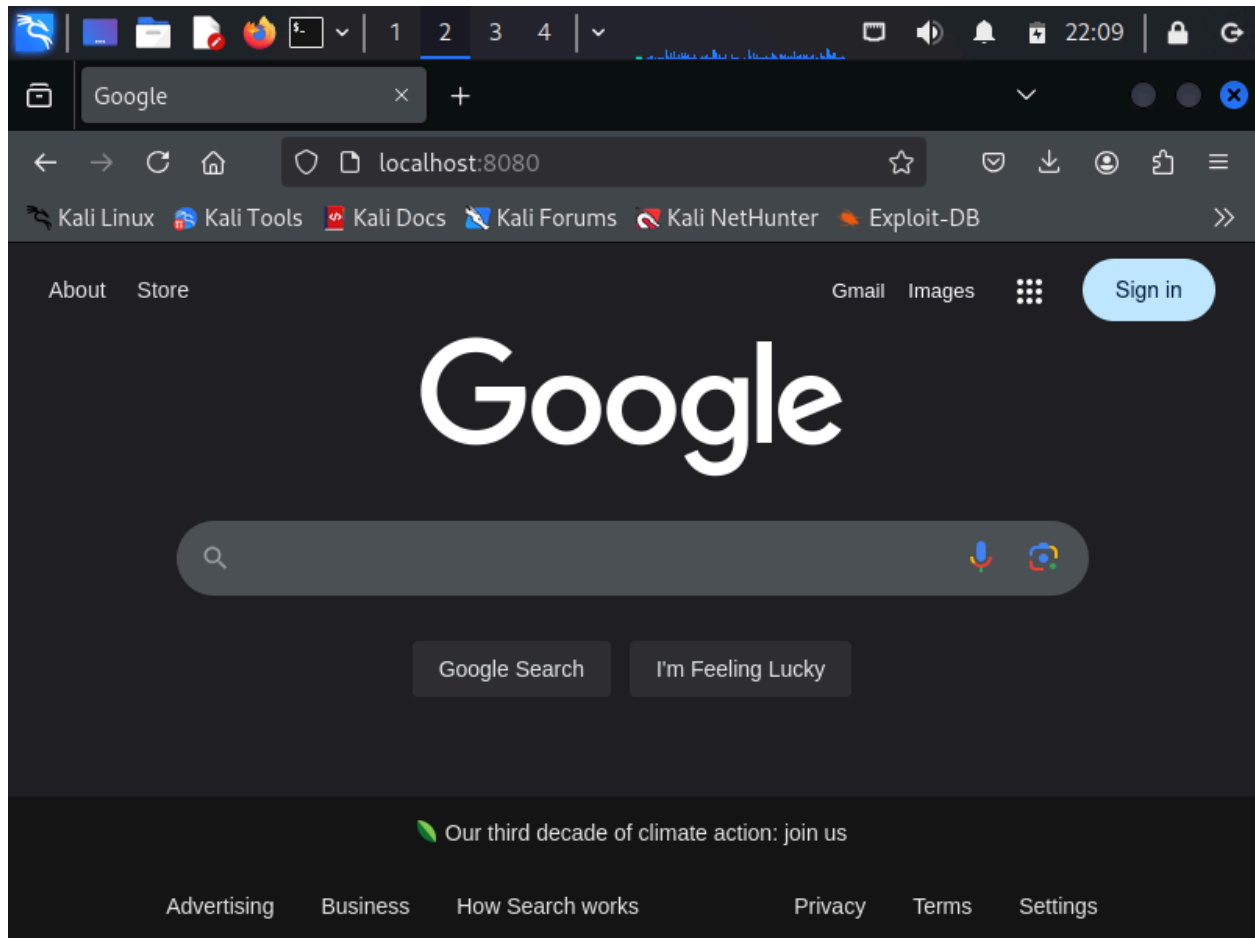 1 2 3 4 22:09
Google
localhost:8080
Kali Linux Kali Tools Kali Docs Kali Forums Kali NetHunter Exploit-DB
About Store Gmail Images Sign in
Google
Google Search I'm Feeling Lucky
Our third decade of climate action: join us
Advertising Business How Search works Privacy Terms Settings